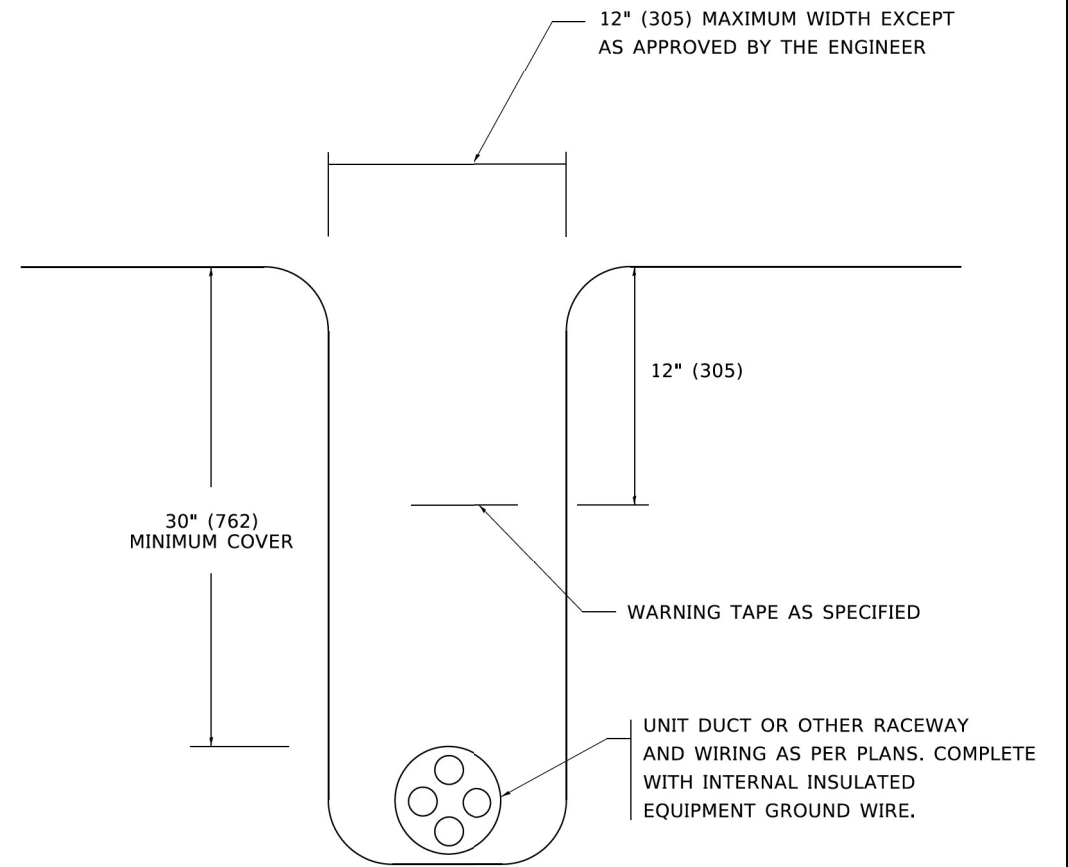 12" (305) MAXIMUM WIDTH EXCEPT
AS APPROVED BY THE ENGINEER
12" (305)
30" (762)
MINIMUM COVER
WARNING TAPE AS SPECIFIED
UNIT DUCT OR OTHER RACEWAY
AND WIRING AS PER PLANS. COMPLETE
WITH INTERNAL INSULATED
EQUIPMENT GROUND WIRE.